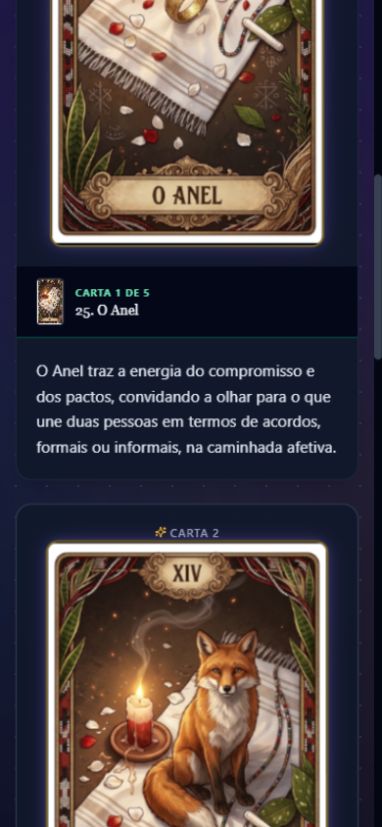 O ANEL
CARTA 1 DE 5
25. O Anel
O Anel traz a energia do compromisso e
dos pactos, convidando a olhar para o que
une duas pessoas em termos de acordos,
formais ou informais, na caminhada afetiva.
CARTA 2
XIV